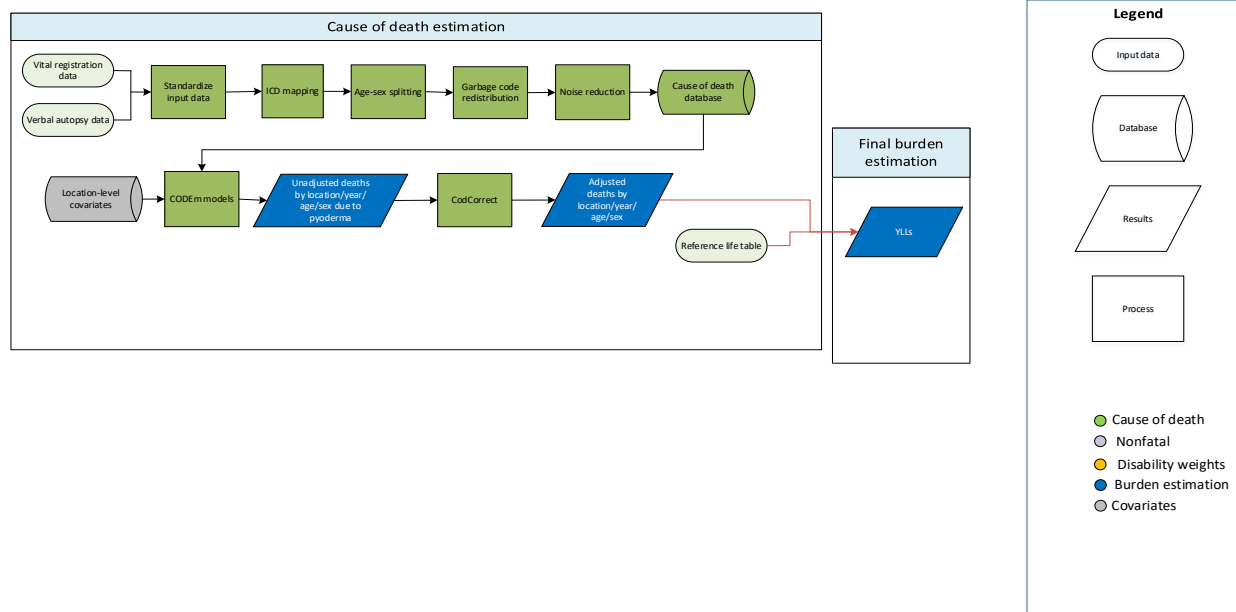 Cause of death estimation
Vital registration
data
Verbal autopsy data
Standardize
input data
ICD mapping
Age-sex splitting
Garbage code
redistribution
Noise reduction
Cause of death
database
Location-level
covariates
CODEm models
Unadjusted deaths
by location/year/
age/sex due to
pyoderma
CodCorrect
Adjusted
deaths by
location/year/
age/sex
Reference life table
Final burden
estimation
YLLs
Legend
Input data
Database
Results
Process
Cause of death
Nonfatal
Disability weights
Burden estimation
Covariates